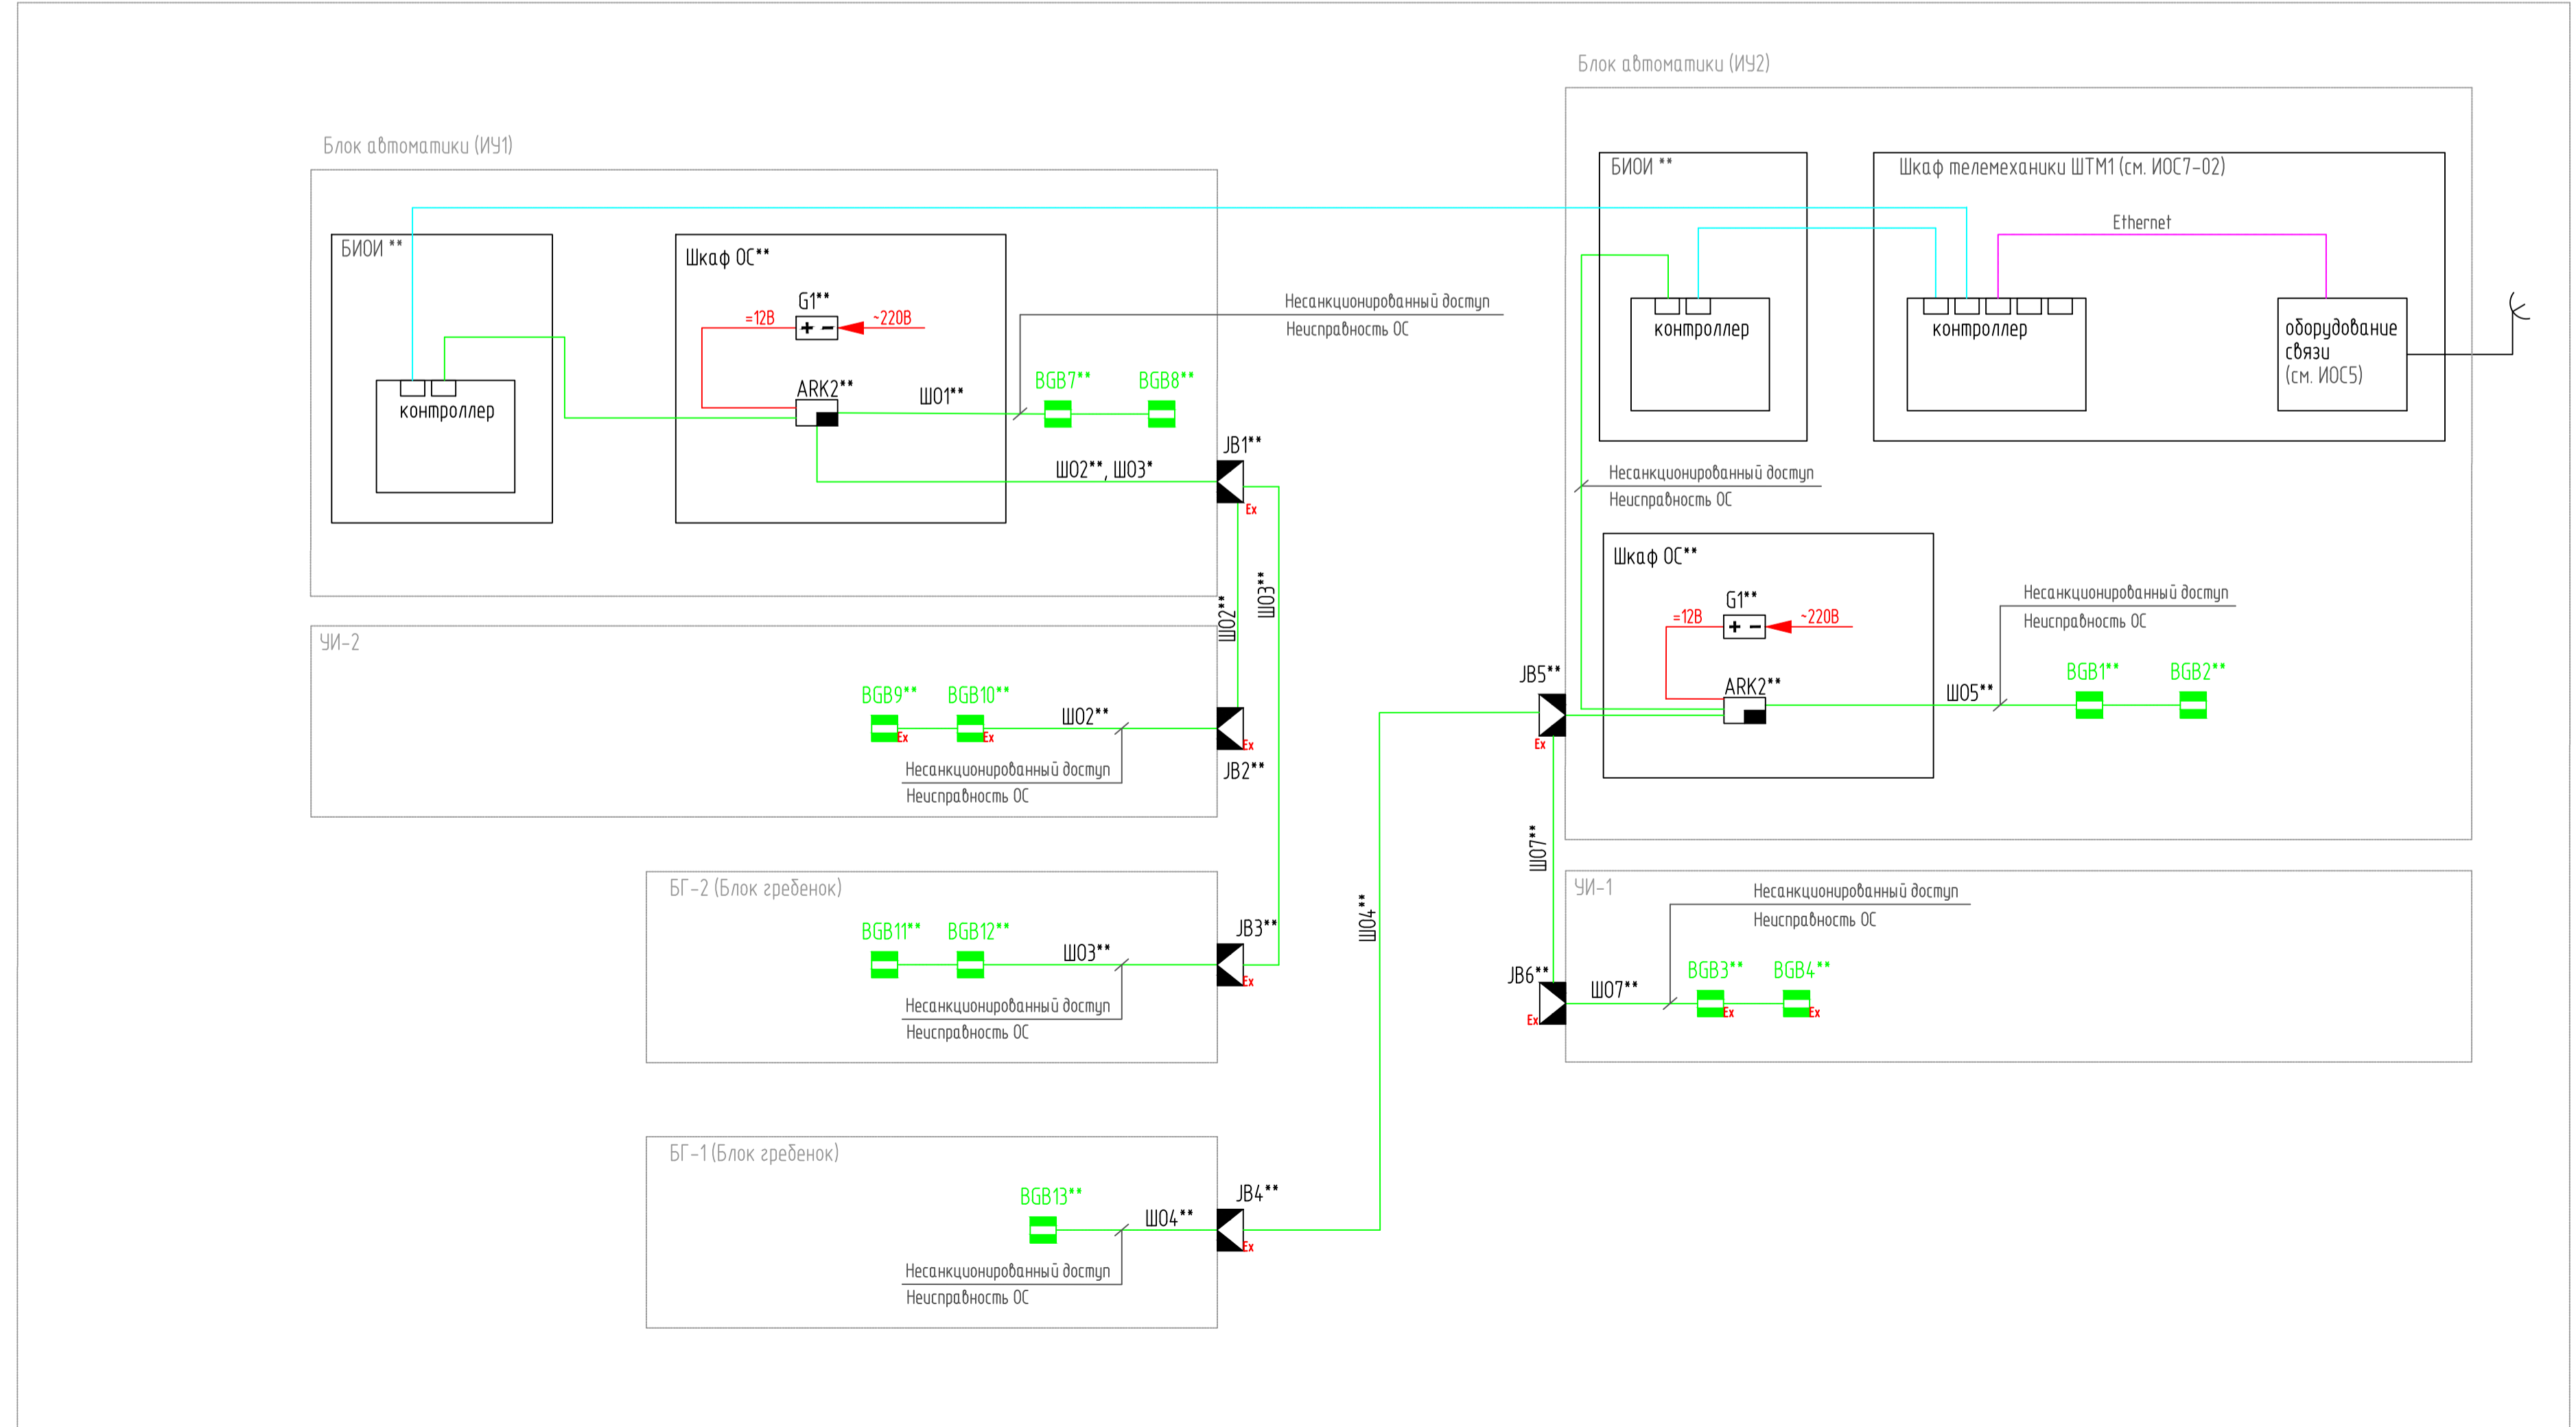 Блок автоматики (ИУ2)
Блок автоматики (ИУ1)
БИОИ **
Шкаф телемеханики ШТМ1 (см. ИОС7-02)
Ethernet
БИОИ **
Шкаф ОС**
G1**
=12В
~220В
Несанкционированный доступ
Неисправность ОС
контроллер
контроллер
оборудование
связи
(см. ИОС5)
ARK2**
ШО1**
BGB7**
BGB8**
контроллер
JB1**
ШО2**, ШО3*
Ex
Несанкционированный доступ
Неисправность ОС
Шкаф ОС**
G1**
=12В
~220В
Несанкционированный доступ
Неисправность ОС
ШО2**
ШО3**
УИ-2
BGB9**
BGB10**
ШО2**
Ex
Ex
Ex
JB2**
Несанкционированный доступ
Неисправность ОС
JB5**
Ex
ARK2**
ШО5**
BGB1**
BGB2**
ШО7**
БГ-2 (Блок гребенок)
BGB11**
BGB12**
ШО3**
JB3**
Ex
Несанкционированный доступ
Неисправность ОС
ШО4**
УИ-1
Несанкционированный доступ
Неисправность ОС
JB6**
Ex
ШО7**
BGB3**
BGB4**
Ex
Ex
БГ-1 (Блок гребенок)
BGB13**
ШО4**
JB4**
Ex
Несанкционированный доступ
Неисправность ОС